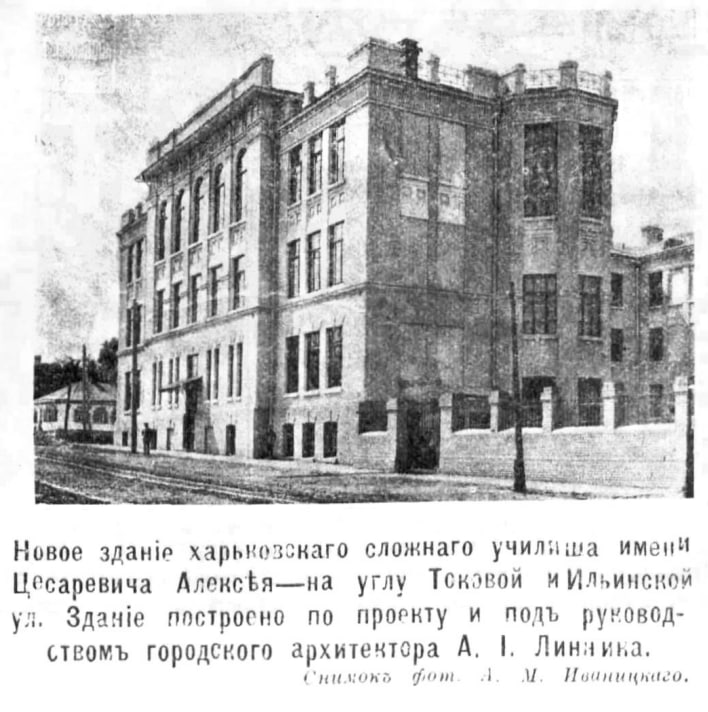 Новое зданіе харьковскаго сложнаго училища имени
Цесаревича Алексѣя—на углу Токовой и Ильинской
ул. Зданіе построено по проекту и подъ руковод-
ствомъ городского архитектора А. І. Линника.
Снимокъ фот. А. М. Иваницкаго.